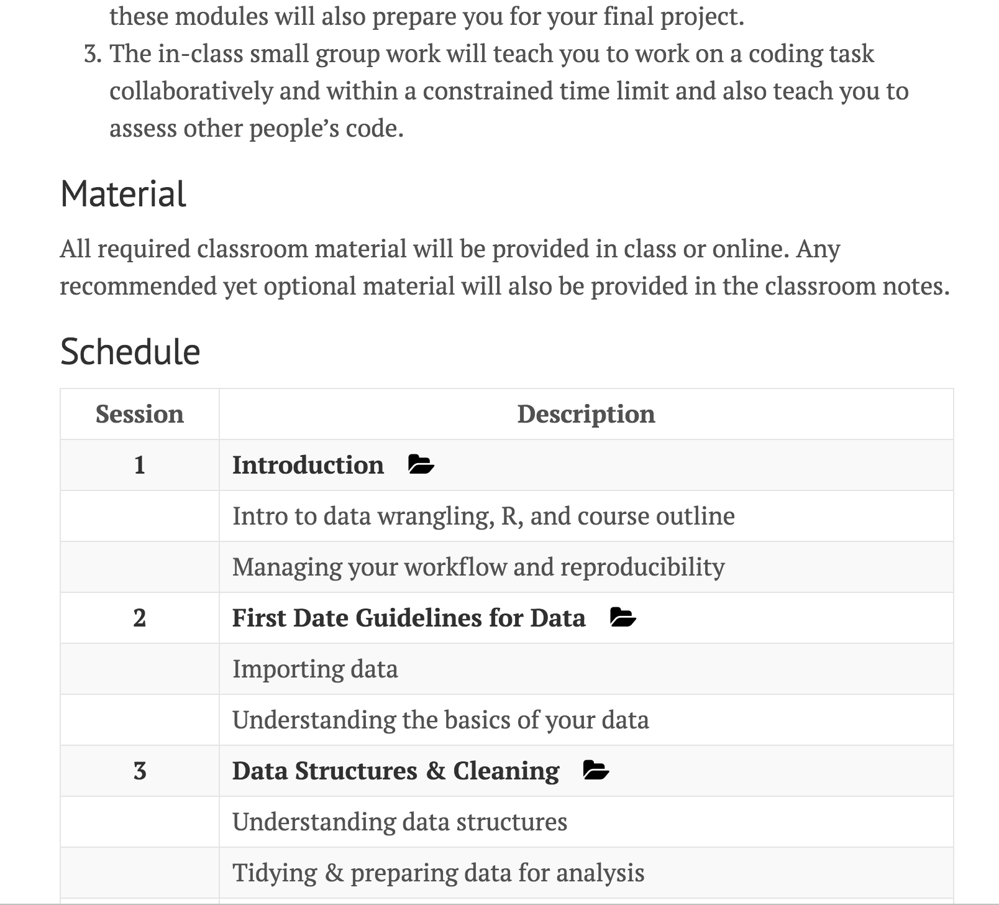 these modules will also prepare you for your final project.
3. The in-class small group work will teach you to work on a coding task
collaboratively and within a constrained time limit and also teach you to
assess other people’s code.
Material
All required classroom material will be provided in class or online. Any
recommended yet optional material will also be provided in the classroom notes.
Schedule
Session Description
1 Introduction
Intro to data wrangling, R, and course outline
Managing your workflow and reproducibility
2 First Date Guidelines for Data
Importing data
Understanding the basics of your data
3 Data Structures & Cleaning
Understanding data structures
Tidying & preparing data for analysis